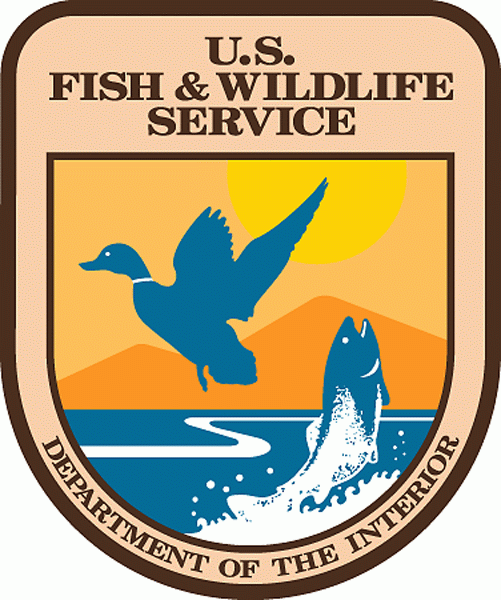 U.S.
FISH & WILDLIFE
SERVICE
DEPARTMENT OF THE INTERIOR